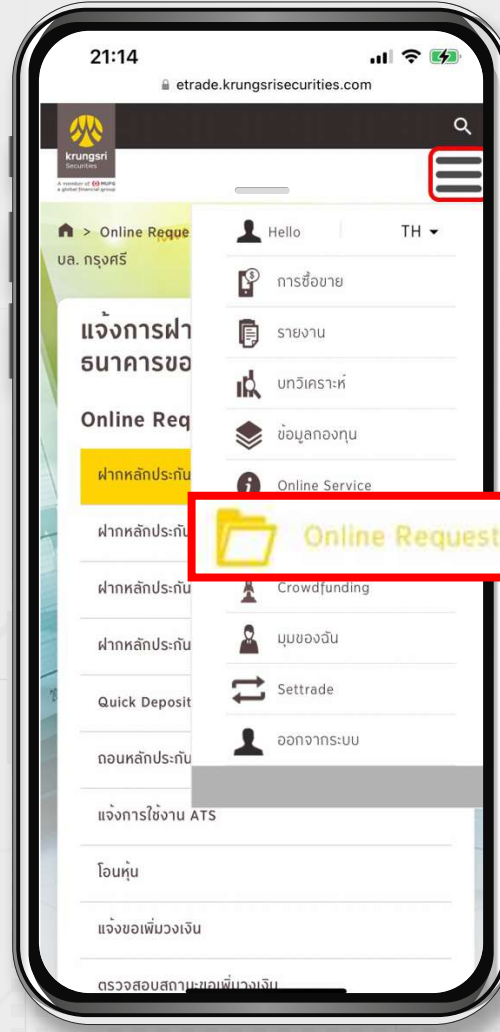 21:14
etrade.krungsrisecurities.com
krungsri
Securities
A member of MUFG
a global financial group
> Online Reque
บล. กรุงศรี
Hello
TH
การซื้อขาย
รายงาน
บทวิเคราะห์
ข้อมูลกองทุน
Online Service
Online Request
Crowdfunding
มุมของฉัน
Settrade
ออกจากระบบ
แจ้งการฝา
ธนาคารขอ
Online Req
ฝากหลักประกัน
ฝากหลักประกัน
ฝากหลักประกัน
ฝากหลักประกัน
Quick Deposit
ถอนหลักประกัน
แจ้งการใช้งาน ATS
โอนหุ้น
แจ้งขอเพิ่มวงเงิน
ตรวจสอบสถานะขอเพิ่มวงเงิน